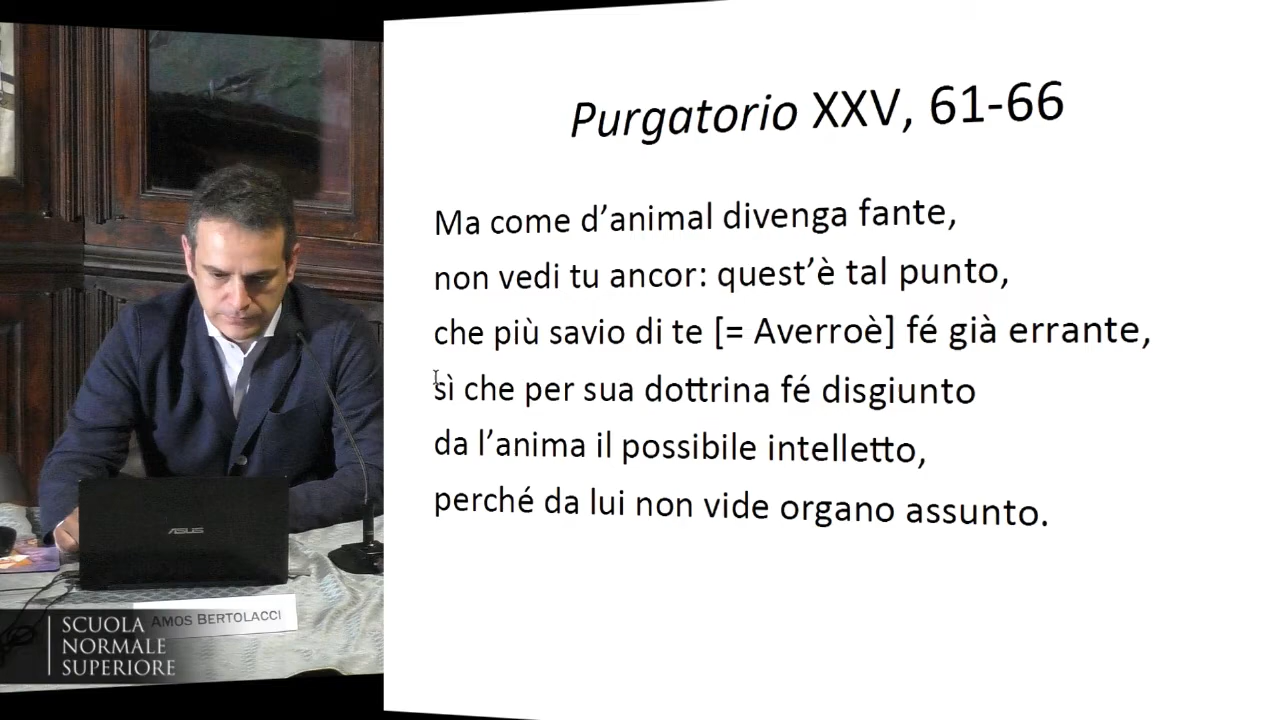 Purgatorio XXV, 61-66
Ma come d’animal divenga fante,
non vedi tu ancor: quest’è tal punto,
che più savio di te [= Averroè] fé già errante,
sì che per sua dottrina fé disgiunto
da l’anima il possibile intelletto,
perché da lui non vide organo assunto.
ASUS
AMOS BERTOLACCI
SCUOLA
NORMALE
SUPERIORE